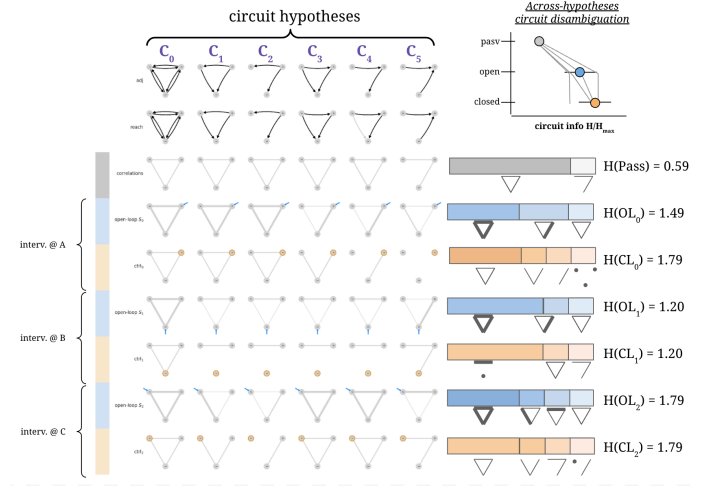 circuit hypotheses
C0 C1 C2 C3 C4 C5
adj
reach
correlations
open-loop S0
ctrl0
open-loop S1
ctrl1
open-loop S2
ctrl2
interv. @ A
interv. @ B
interv. @ C
Across-hypotheses
circuit disambiguation
pasv
open
closed
circuit info H/Hmax
H(Pass) = 0.59
H(OL0) = 1.49
H(CL0) = 1.79
H(OL1) = 1.20
H(CL1) = 1.20
H(OL2) = 1.79
H(CL2) = 1.79